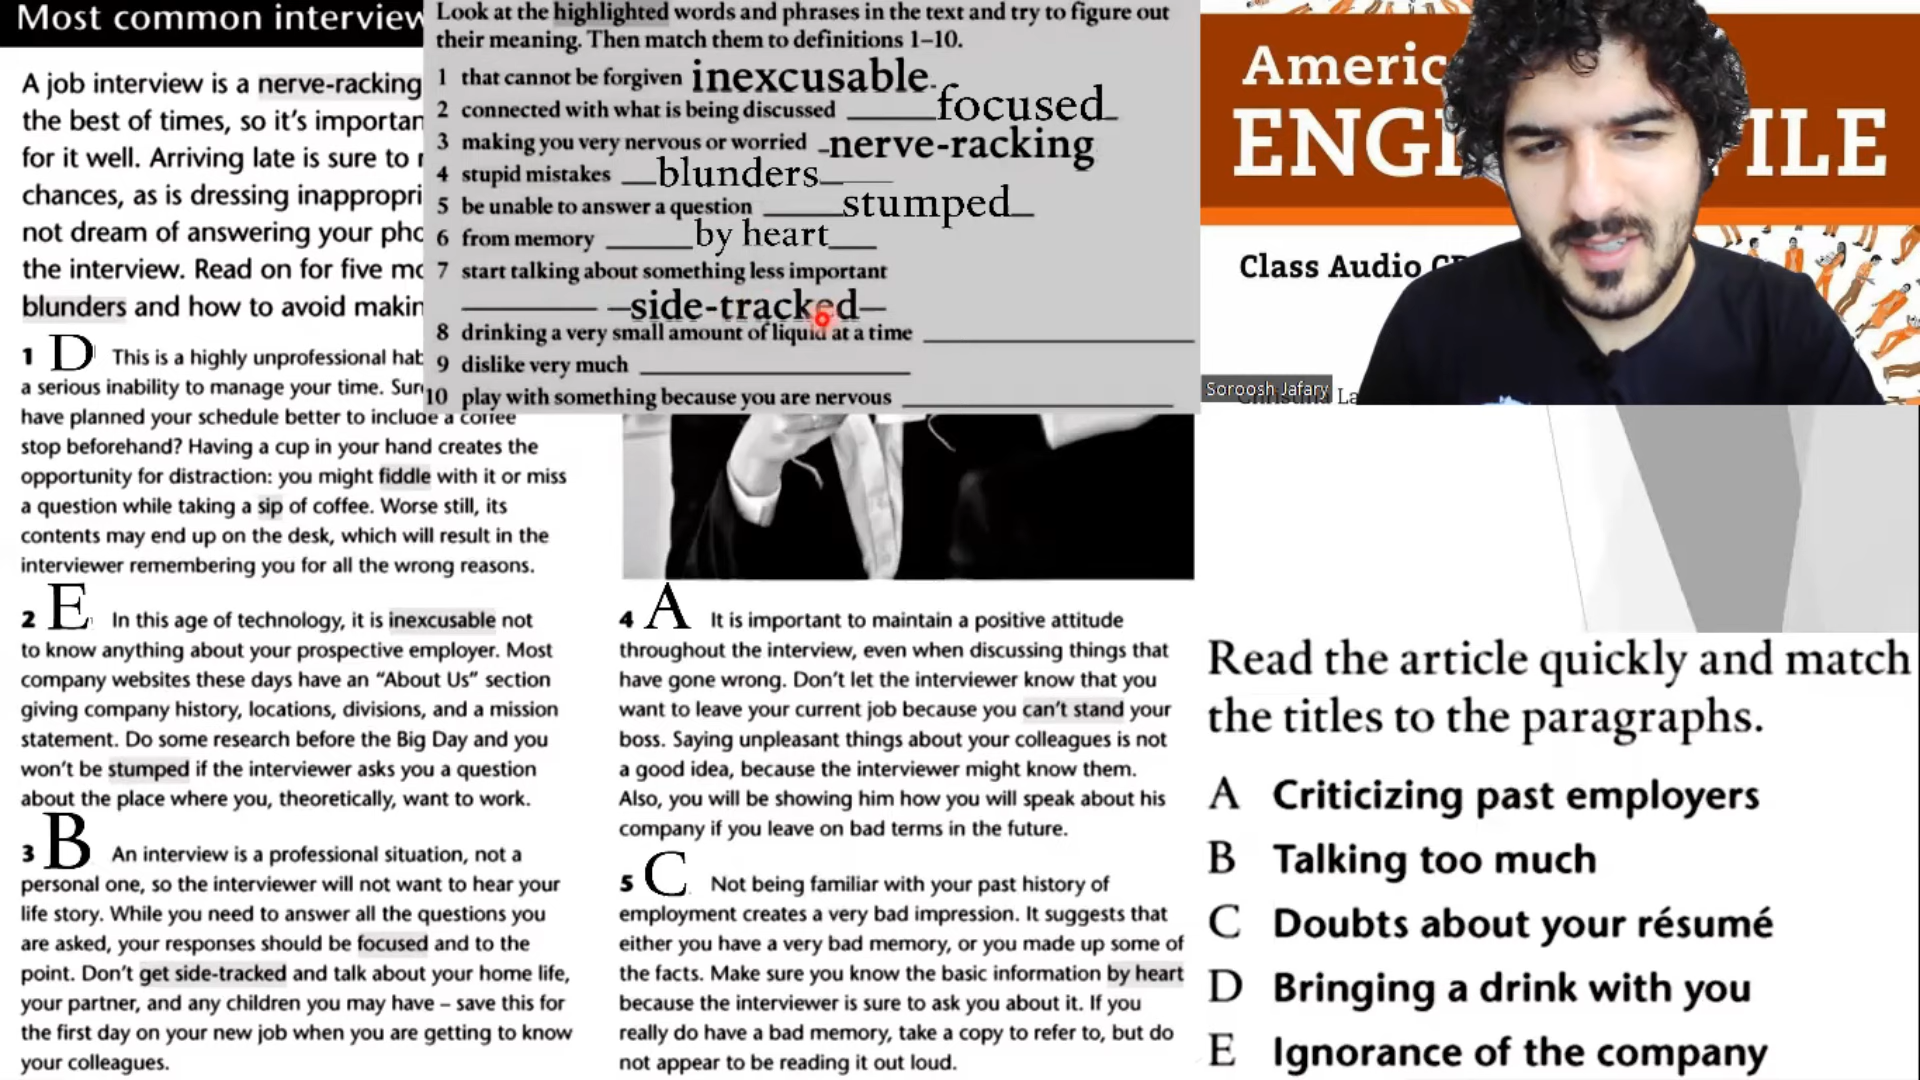 Most common interview
A job interview is a nerve-racking
the best of times, so it's importan
for it well. Arriving late is sure to r
chances, as is dressing inappropri
not dream of answering your pho
the interview. Read on for five mo
blunders and how to avoid makin
1 D This is a highly unprofessional hab
a serious inability to manage your time. Sur
have planned your schedule better to include a coffee
stop beforehand? Having a cup in your hand creates the
opportunity for distraction: you might fiddle with it or miss
a question while taking a sip of coffee. Worse still, its
contents may end up on the desk, which will result in the
interviewer remembering you for all the wrong reasons.
2 E In this age of technology, it is inexcusable not
to know anything about your prospective employer. Most
company websites these days have an “About Us” section
giving company history, locations, divisions, and a mission
statement. Do some research before the Big Day and you
won't be stumped if the interviewer asks you a question
about the place where you, theoretically, want to work.
3 B An interview is a professional situation, not a
personal one, so the interviewer will not want to hear your
life story. While you need to answer all the questions you
are asked, your responses should be focused and to the
point. Don't get side-tracked and talk about your home life,
your partner, and any children you may have – save this for
the first day on your new job when you are getting to know
your colleagues.
Look at the highlighted words and phrases in the text and try to figure out
their meaning. Then match them to definitions 1–10.
1 that cannot be forgiven inexcusable
2 connected with what is being discussed focused
3 making you very nervous or worried nerve-racking
4 stupid mistakes blunders
5 be unable to answer a question stumped
6 from memory by heart
7 start talking about something less important
side-tracked
8 drinking a very small amount of liquid at a time
9 dislike very much
10 play with something because you are nervous
4 A It is important to maintain a positive attitude
throughout the interview, even when discussing things that
have gone wrong. Don't let the interviewer know that you
want to leave your current job because you can't stand your
boss. Saying unpleasant things about your colleagues is not
a good idea, because the interviewer might know them.
Also, you will be showing him how you will speak about his
company if you leave on bad terms in the future.
5 C Not being familiar with your past history of
employment creates a very bad impression. It suggests that
either you have a very bad memory, or you made up some of
the facts. Make sure you know the basic information by heart
because the interviewer is sure to ask you about it. If you
really do have a bad memory, take a copy to refer to, but do
not appear to be reading it out loud.
Americ
ENGL ILE
Class Audio
Soroosh Jafary
Read the article quickly and match
the titles to the paragraphs.
A Criticizing past employers
B Talking too much
C Doubts about your résumé
D Bringing a drink with you
E Ignorance of the company